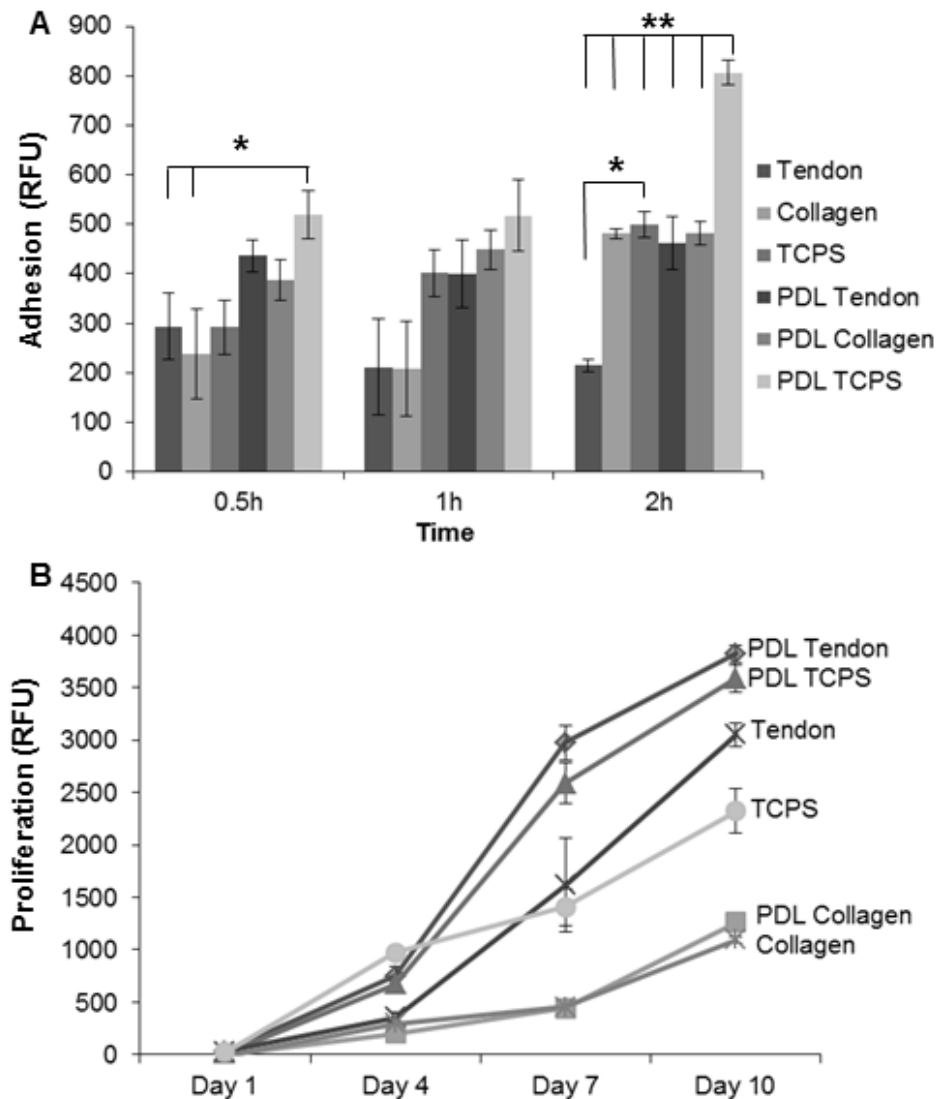 A
900
800
700
600
500
400
300
200
100
0
Adhesion (RFU)
*
*
**
0.5h
1h
2h
Time
Tendon
Collagen
TCPS
PDL Tendon
PDL Collagen
PDL TCPS
B
4500
4000
3500
3000
2500
2000
1500
1000
500
0
Proliferation (RFU)
PDL Tendon
PDL TCPS
Tendon
TCPS
PDL Collagen
Collagen
Day 1
Day 4
Day 7
Day 10